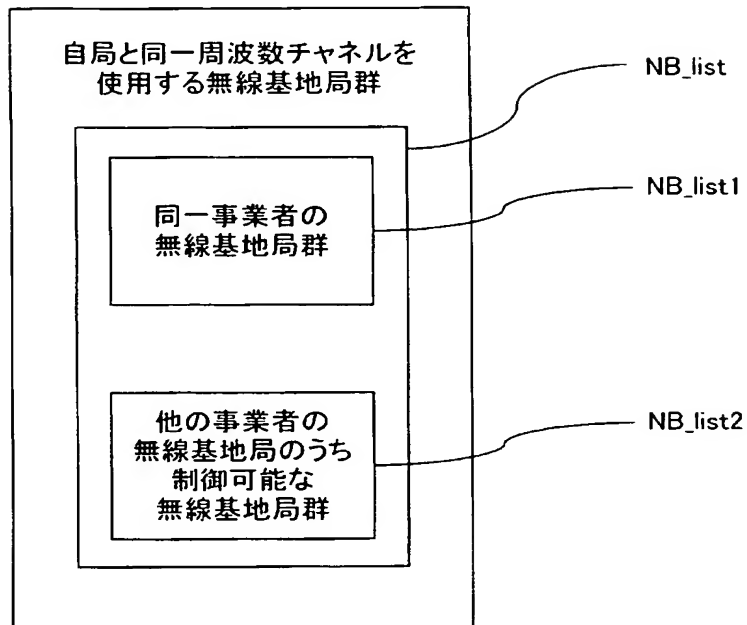 自局と同一周波数チャネルを
使用する無線基地局群
NB_list
同一事業者の
無線基地局群
NB_list1
他の事業者の
無線基地局のうち
制御可能な
無線基地局群
NB_list2